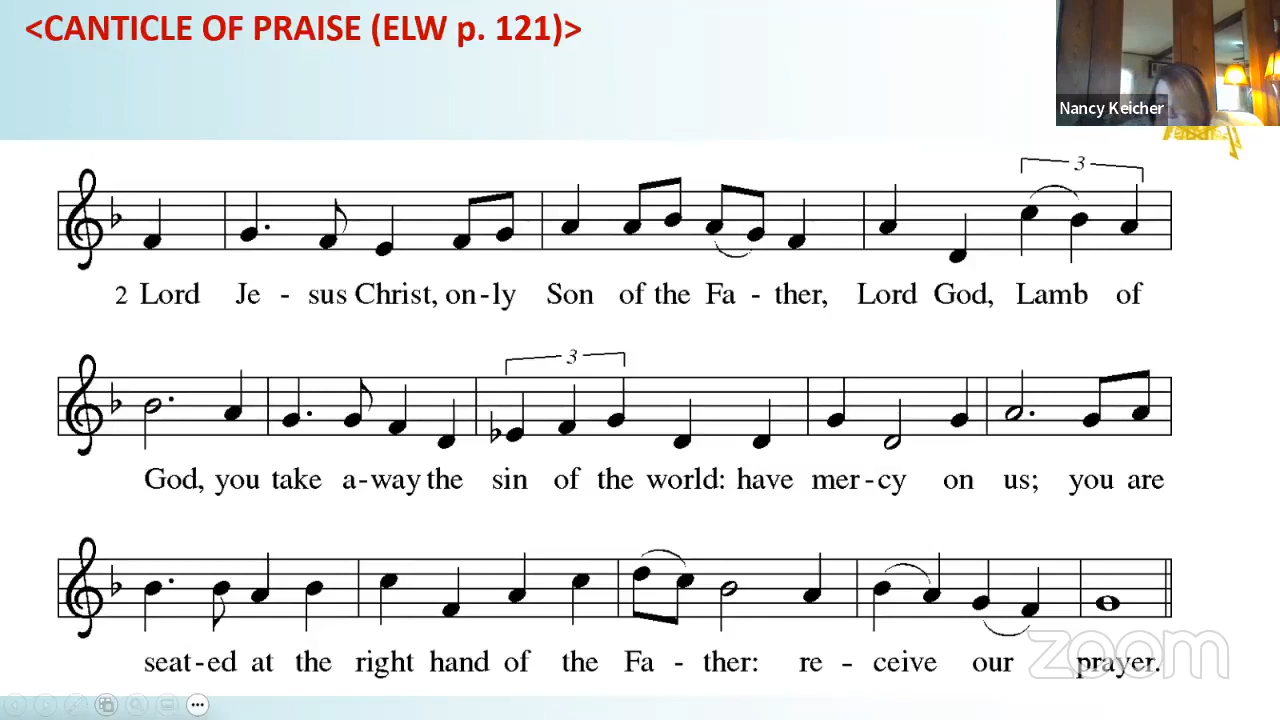 <CANTICLE OF PRAISE (ELW p. 121)>
Nancy Keicher
3
2 Lord Je - sus Christ, on-ly Son of the Fa - ther, Lord God, Lamb of
3
God, you take a-way the sin of the world: have mer-cy on us; you are
seat-ed at the right hand of the Fa - ther: re - ceive our prayer.
zoom